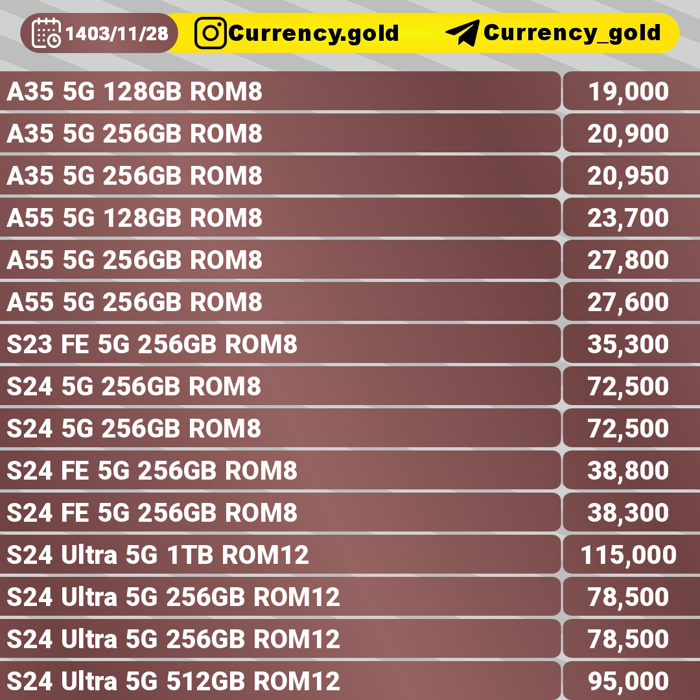 1403/11/28 Currency.gold Currency_gold
A35 5G 128GB ROM8 19,000
A35 5G 256GB ROM8 20,900
A35 5G 256GB ROM8 20,950
A55 5G 128GB ROM8 23,700
A55 5G 256GB ROM8 27,800
A55 5G 256GB ROM8 27,600
S23 FE 5G 256GB ROM8 35,300
S24 5G 256GB ROM8 72,500
S24 5G 256GB ROM8 72,500
S24 FE 5G 256GB ROM8 38,800
S24 FE 5G 256GB ROM8 38,300
S24 Ultra 5G 1TB ROM12 115,000
S24 Ultra 5G 256GB ROM12 78,500
S24 Ultra 5G 256GB ROM12 78,500
S24 Ultra 5G 512GB ROM12 95,000